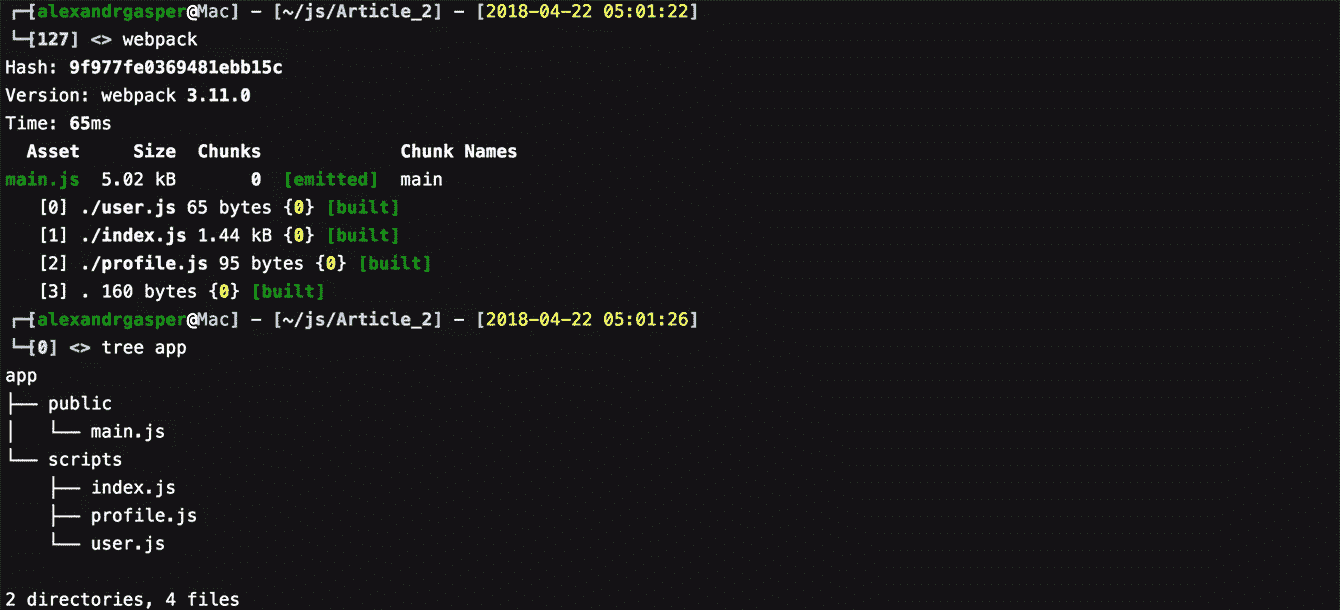 ┌─[alexandrgasper@Mac] – [~/js/Article_2] – [2018-04-22 05:01:22]
└─[127] <> webpack
Hash: 9f977fe0369481ebb15c
Version: webpack 3.11.0
Time: 65ms
  Asset     Size  Chunks             Chunk Names
main.js  5.02 kB       0  [emitted]  main
   [0] ./user.js 65 bytes {0} [built]
   [1] ./index.js 1.44 kB {0} [built]
   [2] ./profile.js 95 bytes {0} [built]
   [3] . 160 bytes {0} [built]
┌─[alexandrgasper@Mac] – [~/js/Article_2] – [2018-04-22 05:01:26]
└─[0] <> tree app
app
├── public
│   └── main.js
└── scripts
    ├── index.js
    ├── profile.js
    └── user.js

2 directories, 4 files